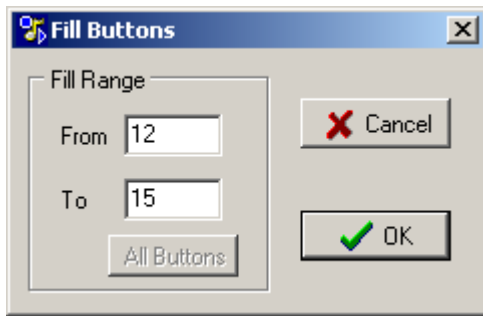 Fill Buttons
Fill Range
From 12
To 15
All Buttons
Cancel
OK